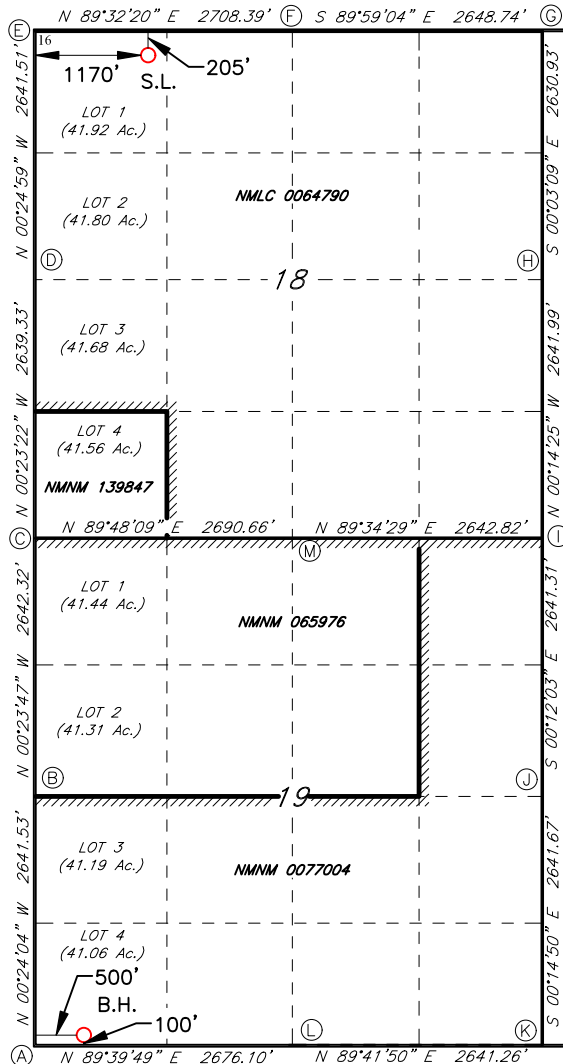 N 89°32'20" E 2708.39' F S 89°59'04" E 2648.74' G
E
16
1170'
205'
S.L.
N 00°24'59" W 2641.51'
S 00°03'09" E 2630.93'
LOT 1
(41.92 Ac.)
LOT 2
(41.80 Ac.)
NMLC 0064790
D
H
18
N 00°23'22" W 2639.33'
N 00°14'25" W 2641.99'
LOT 3
(41.68 Ac.)
LOT 4
(41.56 Ac.)
NMNM 139847
C N 89°48'09" E 2690.66' N 89°34'29" E 2642.82' I
M
N 00°23'47" W 2642.32'
S 00°12'03" E 2641.31'
LOT 1
(41.44 Ac.)
NMNM 065976
LOT 2
(41.31 Ac.)
B
J
19
N 00°24'04" W 2641.53'
S 00°14'50" E 2641.67'
LOT 3
(41.19 Ac.)
NMNM 0077004
LOT 4
(41.06 Ac.)
500'
B.H.
100'
L
K
A N 89°39'49" E 2676.10' N 89°41'50" E 2641.26'